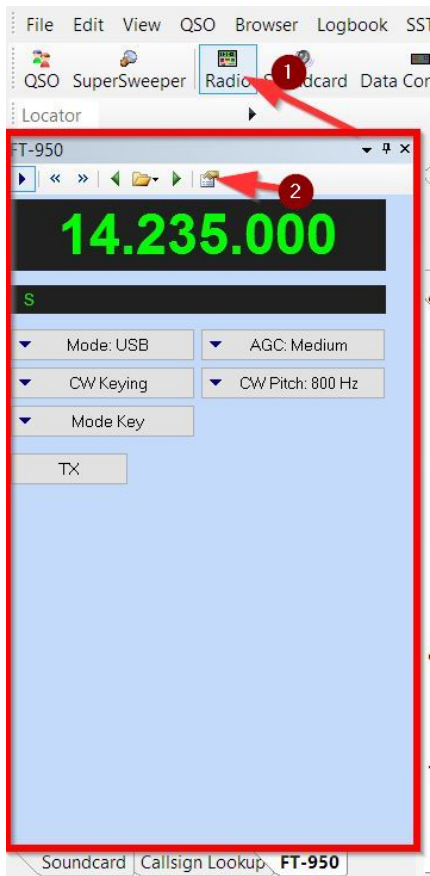 File Edit View QSO Browser Logbook SST
QSO SuperSweeper Radio 1 dcard Data Cor
Locator
FT-950
2
14.235.000
S
Mode: USB AGC: Medium
CW Keying CW Pitch: 800 Hz
Mode Key
TX
Soundcard Callsign Lookup FT-950